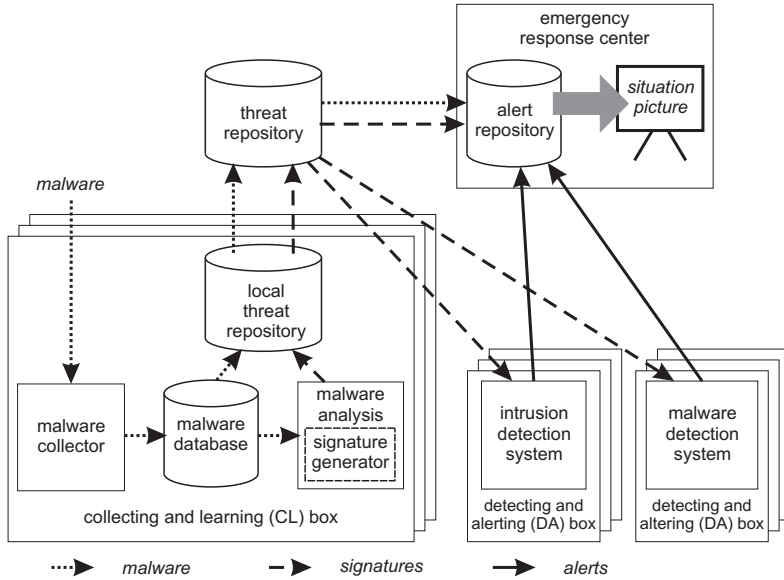 emergency
response center
threat
repository
alert
repository
situation
picture
malware
local
threat
repository
malware
collector
malware
database
malware
analysis
signature
generator
collecting and learning (CL) box
intrusion
detection
system
detecting and
alerting (DA) box
malware
detection
system
detecting and
altering (DA) box
malware
signatures
alerts